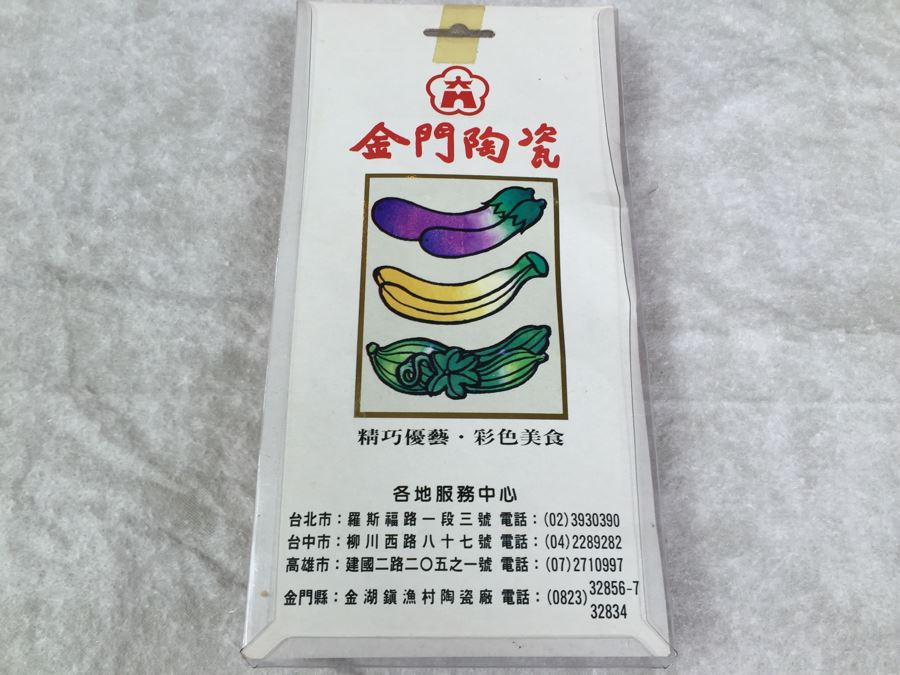 金門陶瓷
精巧優藝·彩色美食
各地服務中心
台北市：羅斯福路一段三號 電話：(02)3930390
台中市：柳川西路八十七號 電話：(04)2289282
高雄市：建國二路二〇五之一號 電話：(07)2710997
金門縣：金湖鎮漁村陶瓷廠 電話：(0823)32856-7
32834